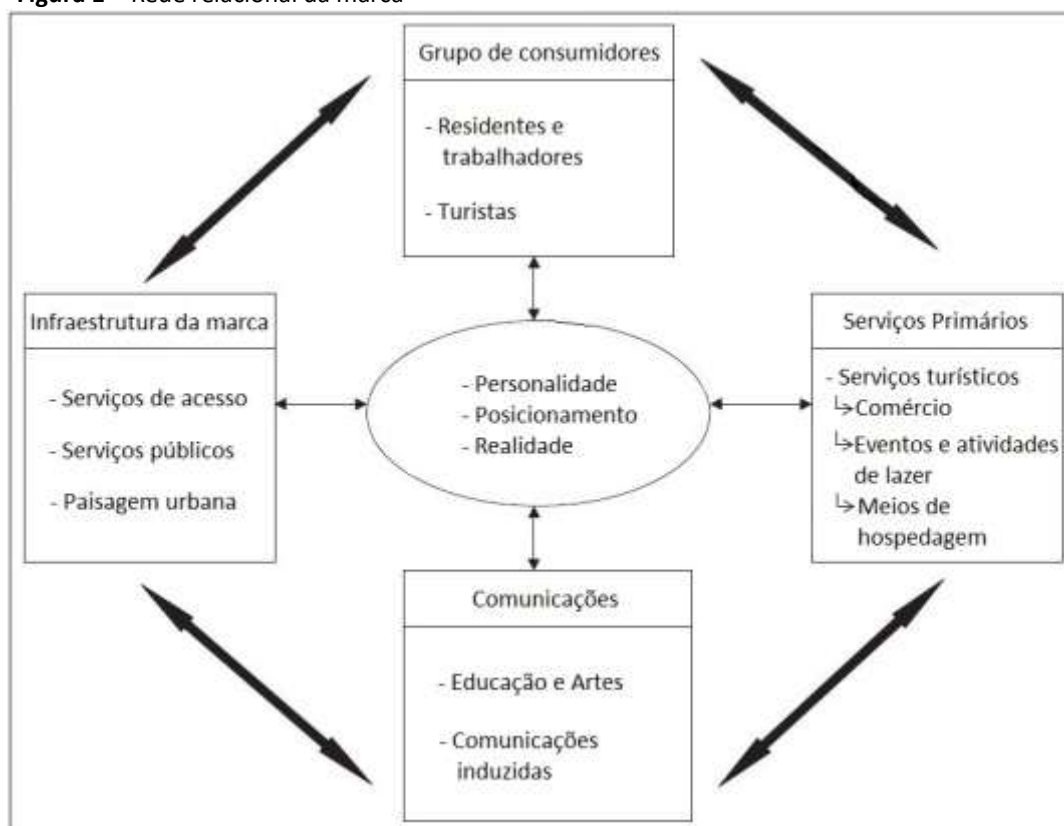 Grupo de consumidores
- Residentes e
trabalhadores
- Turistas
Infraestrutura da marca
- Serviços de acesso
- Serviços públicos
- Paisagem urbana
- Personalidade
- Posicionamento
- Realidade
Serviços Primários
- Serviços turísticos
↳Comércio
↳Eventos e atividades
de lazer
↳Meios de
hospedagem
Comunicações
- Educação e Artes
- Comunicações
induzidas